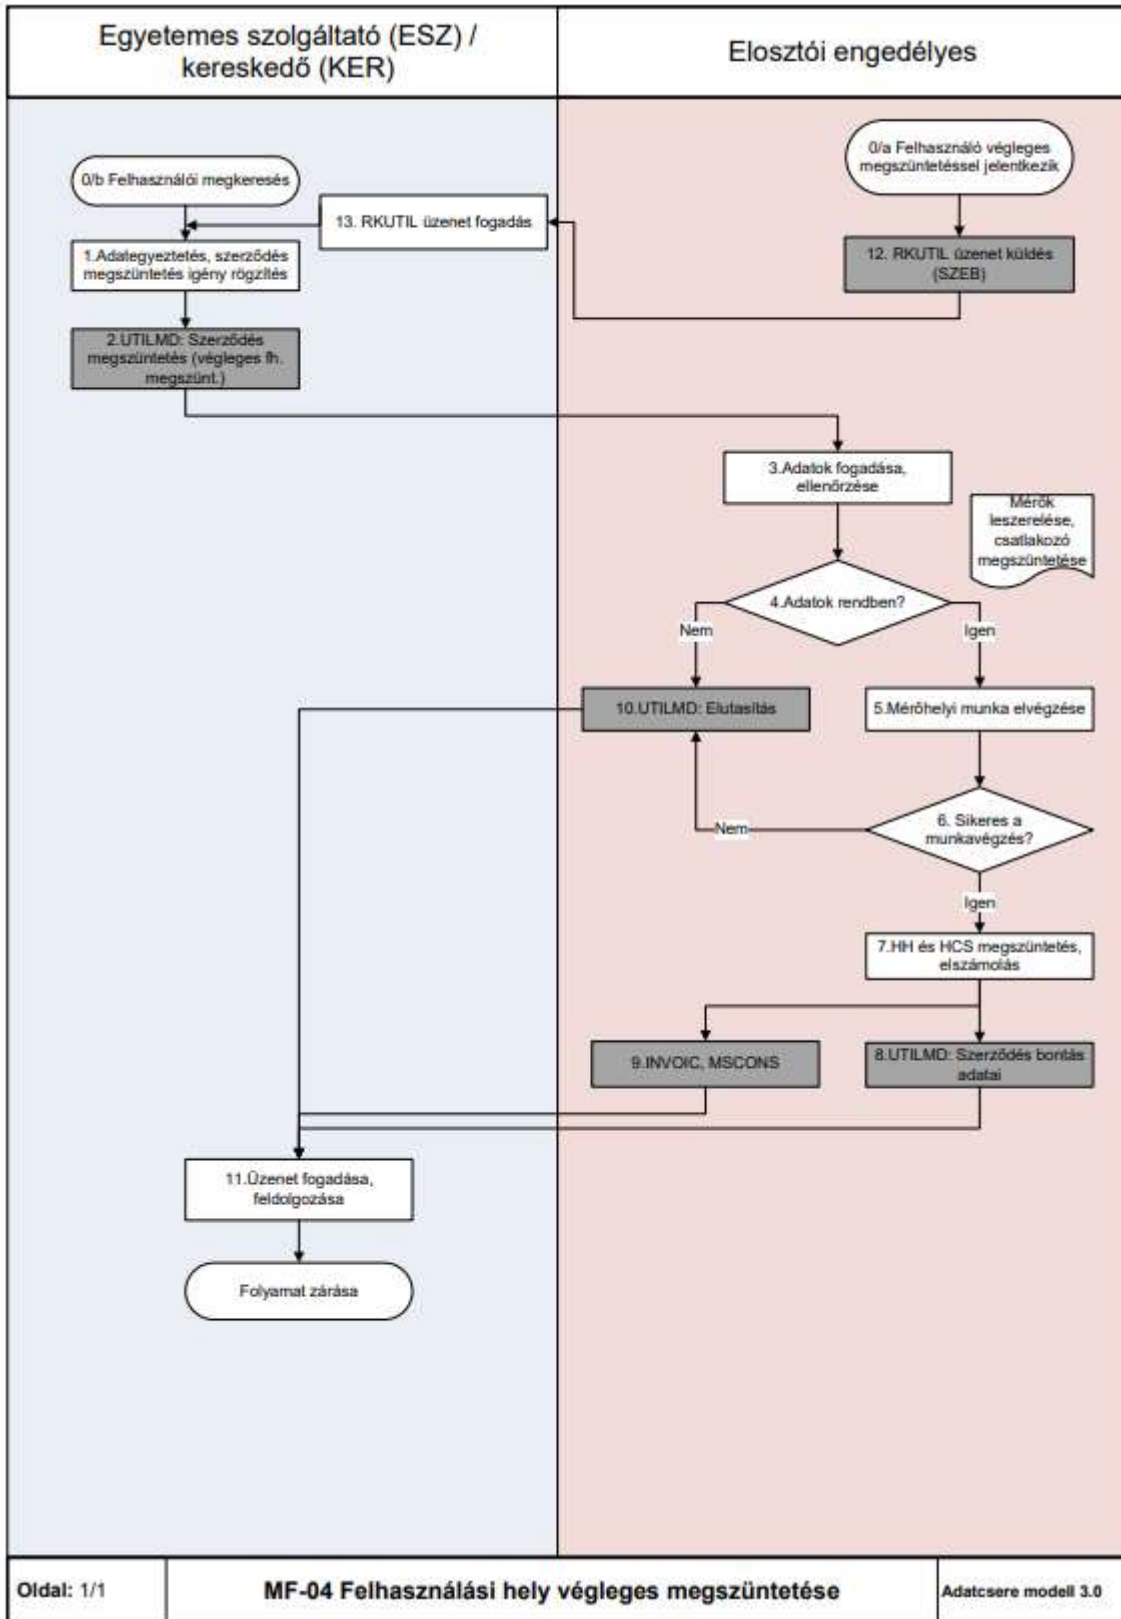 Egyetemes szolgáltató (ESZ) /
kereskedő (KER)
Elosztói engedélyes
0/a Felhasználó végleges
megszüntetéssel jelentkezik
0/b Felhasználói megkeresés
13. RKUTIL üzenet fogadás
1.Adategyeztetés, szerződés
megszüntetés igény rögzítés
12. RKUTIL üzenet küldés
(SZEB)
2.UTILMD: Szerződés
megszüntetés (végleges fh.
megszünt.)
3.Adatok fogadása,
ellenőrzése
Mérők
leszerelése,
csatlakozó
megszüntetése
4.Adatok rendben?
Nem
Igen
10.UTILMD: Elutasítás
5.Mérőhelyi munka elvégzése
6. Sikeres a
munkavégzés?
Nem
Igen
7.HH és HCS megszüntetés,
elszámolás
9.INVOIC, MSCONS
8.UTILMD: Szerződés bontás
adatai
11.Üzenet fogadása,
feldolgozása
Folyamat zárása
Oldal: 1/1
MF-04 Felhasználási hely végleges megszüntetése
Adatcsere modell 3.0